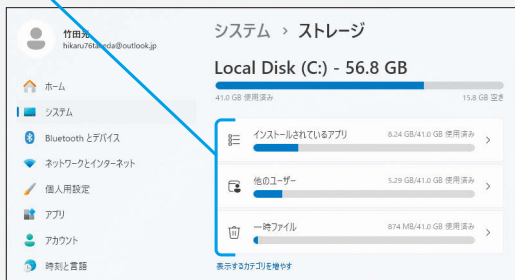 竹田
hikaru76takeda@outlook.jp
ホーム
システム
Bluetooth とデバイス
ネットワークとインターネット
個人用設定
アプリ
アカウント
時刻と言語
システム › ストレージ
Local Disk (C:) - 56.8 GB
41.0 GB 使用済み 15.8 GB 空き
インストールされているアプリ 8.24 GB/41.0 GB 使用済み
他のユーザー 5.29 GB/41.0 GB 使用済み
一時ファイル 874 MB/41.0 GB 使用済み
表示するカテゴリを増やす